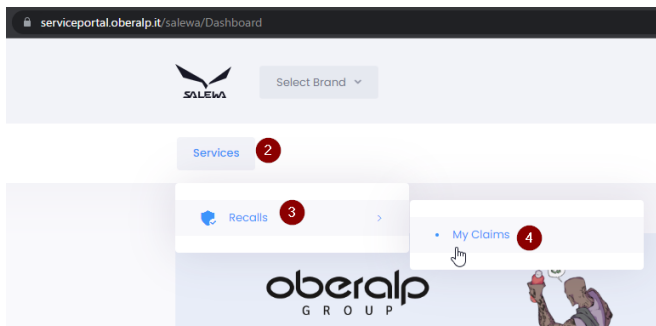 serviceportal.oberalp.it/salewa/Dashboard
SALEWA
Select Brand
Services 2
Recalls 3
My Claims 4
oberalp
GROUP